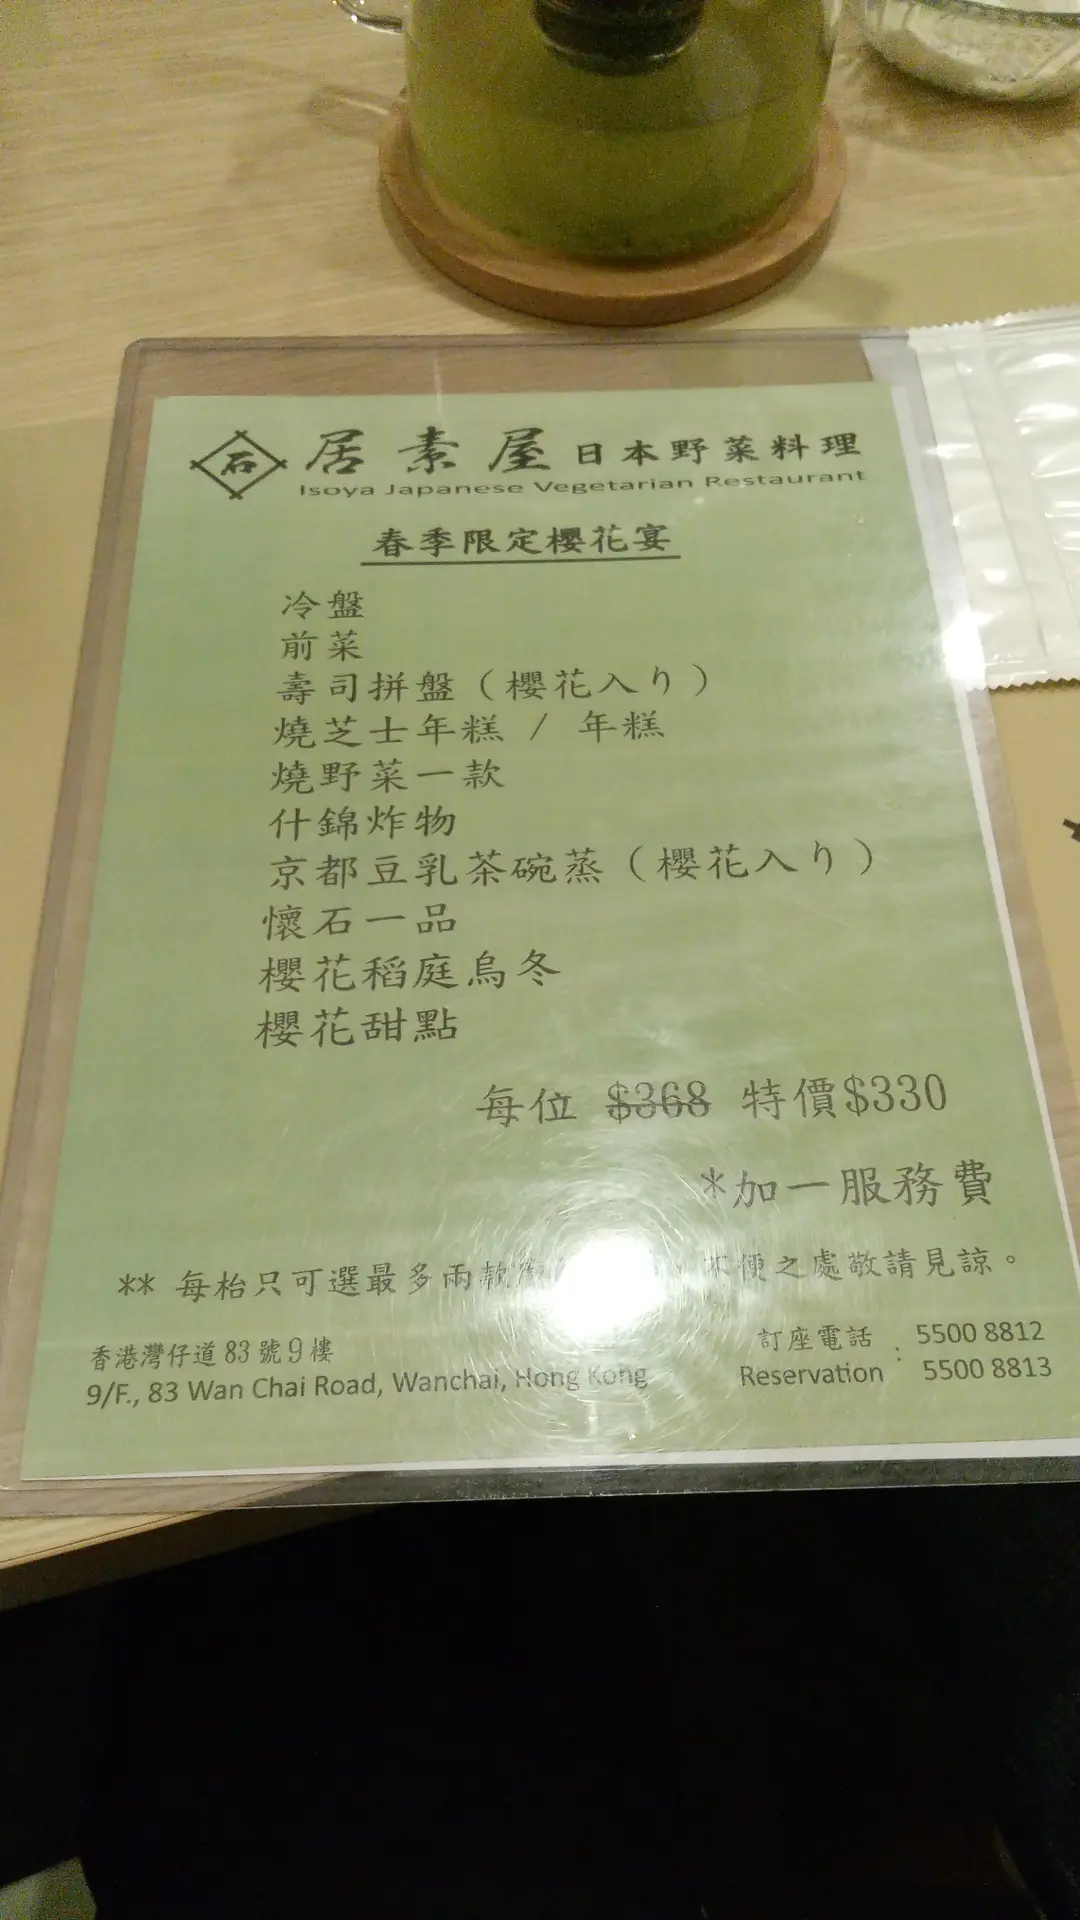 石
居素屋 日本野菜料理
Isoya Japanese Vegetarian Restaurant
春季限定櫻花宴
冷盤
前菜
壽司拼盤（櫻花入り）
燒芝士年糕 / 年糕
燒野菜一款
什錦炸物
京都豆乳茶碗蒸（櫻花入り）
懷石一品
櫻花稻庭烏冬
櫻花甜點
每位 $368 特價$330
*加一服務費
** 每枱只可選最多兩款 不便之處敬請見諒。
香港灣仔道 83 號 9 樓
9/F., 83 Wan Chai Road, Wanchai, Hong Kong
訂座電話 : 5500 8812
Reservation 5500 8813